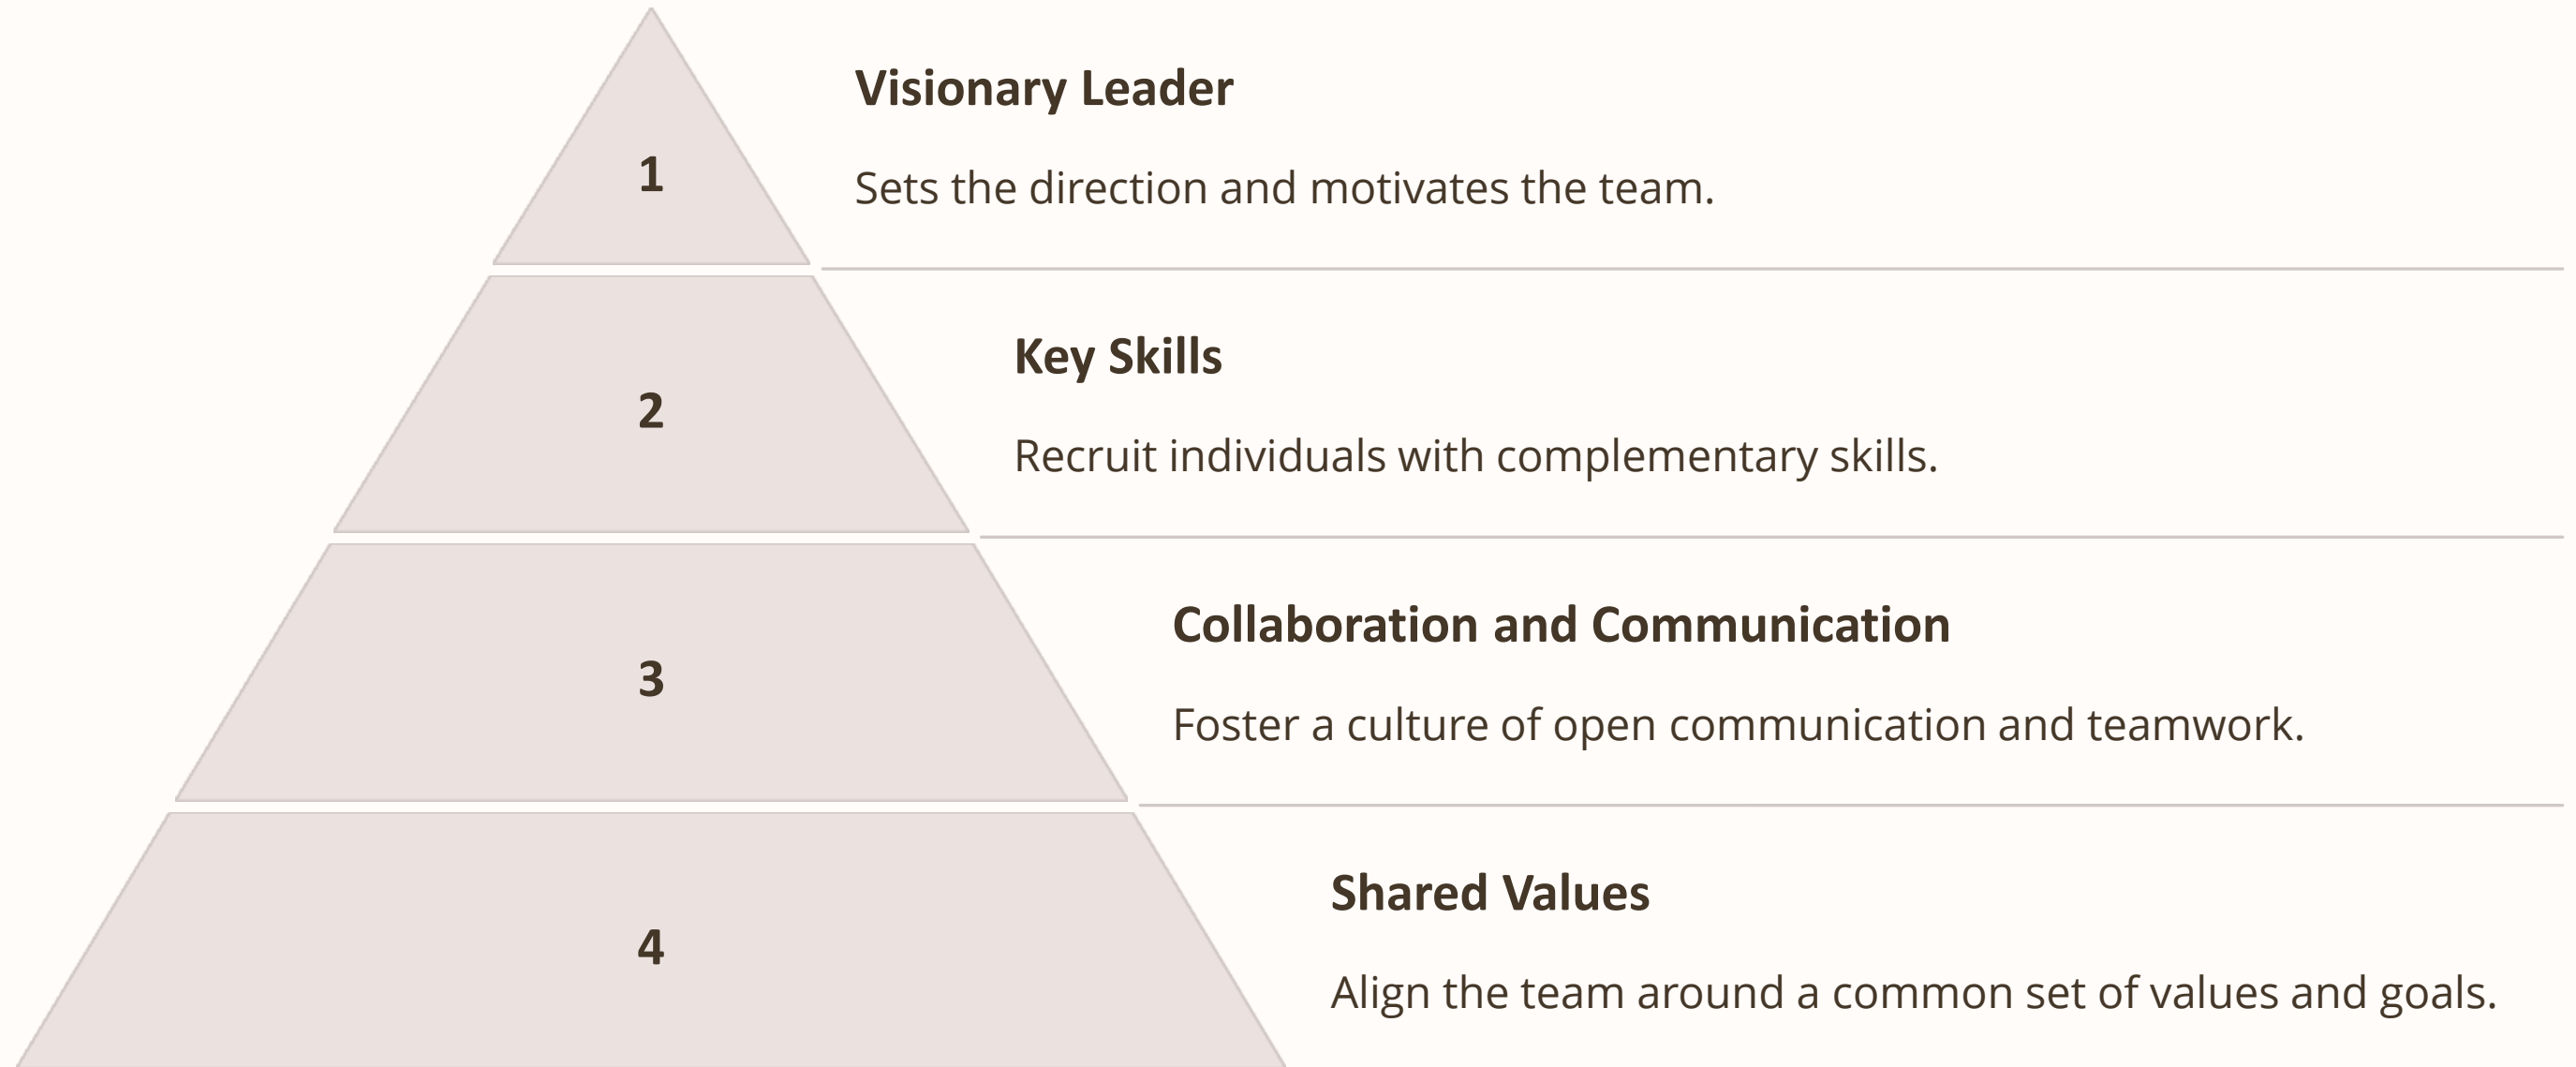 1
Visionary Leader
Sets the direction and motivates the team.
2
Key Skills
Recruit individuals with complementary skills.
3
Collaboration and Communication
Foster a culture of open communication and teamwork.
4
Shared Values
Align the team around a common set of values and goals.